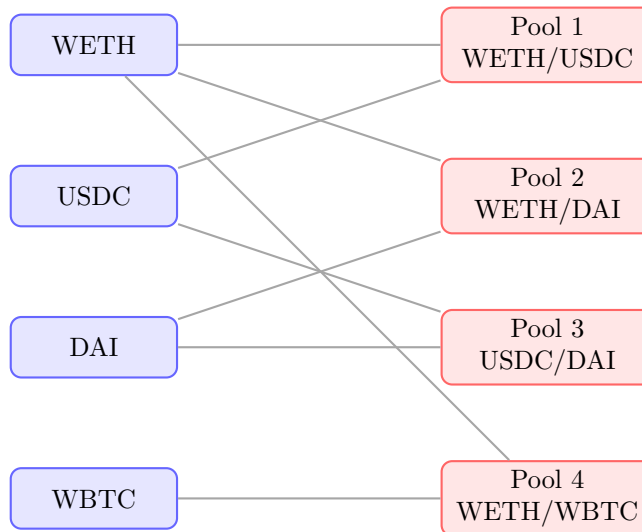 WETH
Pool 1
WETH/USDC
USDC
Pool 2
WETH/DAI
DAI
Pool 3
USDC/DAI
WBTC
Pool 4
WETH/WBTC